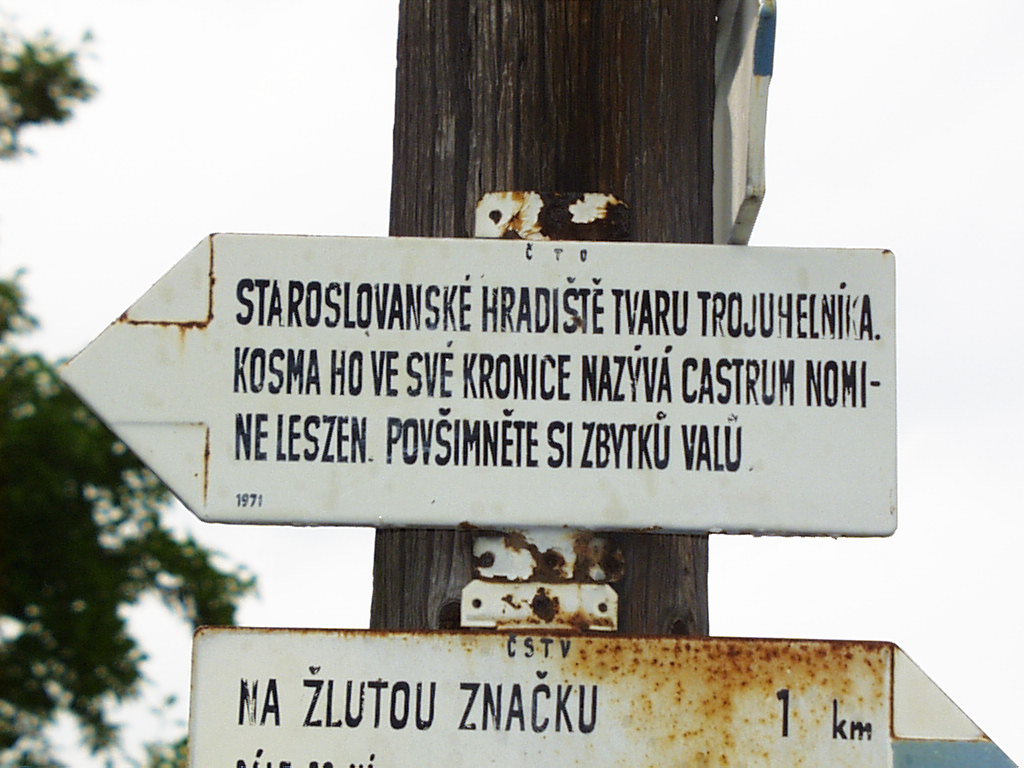 ČTO
STAROSLOVANSKÉ HRADIŠTĚ TVARU TROJUHELNÍKA.
KOSMA HO VE SVÉ KRONICE NAZÝVÁ CASTRUM NOMI-
NE LESZEN. POVŠIMNĚTE SI ZBYTKŮ VALŮ
1971
ČSTV
NA ŽLUTOU ZNAČKU 1 km